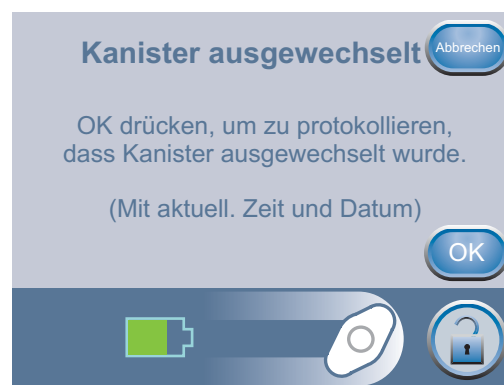 Kanister ausgewechselt
Abbrechen
OK drücken, um zu protokollieren,
dass Kanister ausgewechselt wurde.
(Mit aktuell. Zeit und Datum)
OK